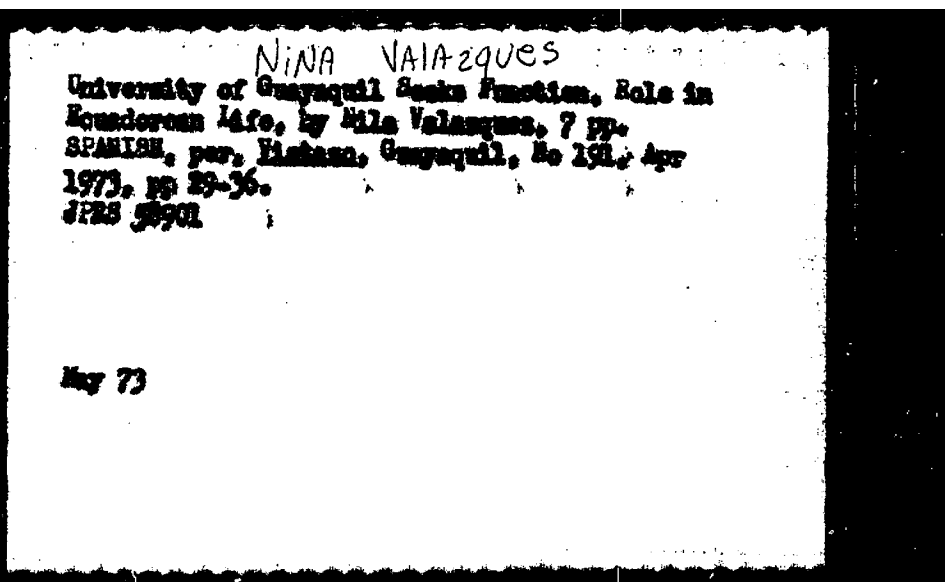 NiNA VAlAzqUes
University of Guayaquil Seeks Function, Role in
Ecuadorean Life, by Nila Velasques, 7 pp.
SPANISH, per, Vistazo, Guayaquil, No 191, Apr
1973, pp 29-36.
JPRS 58901
May 73